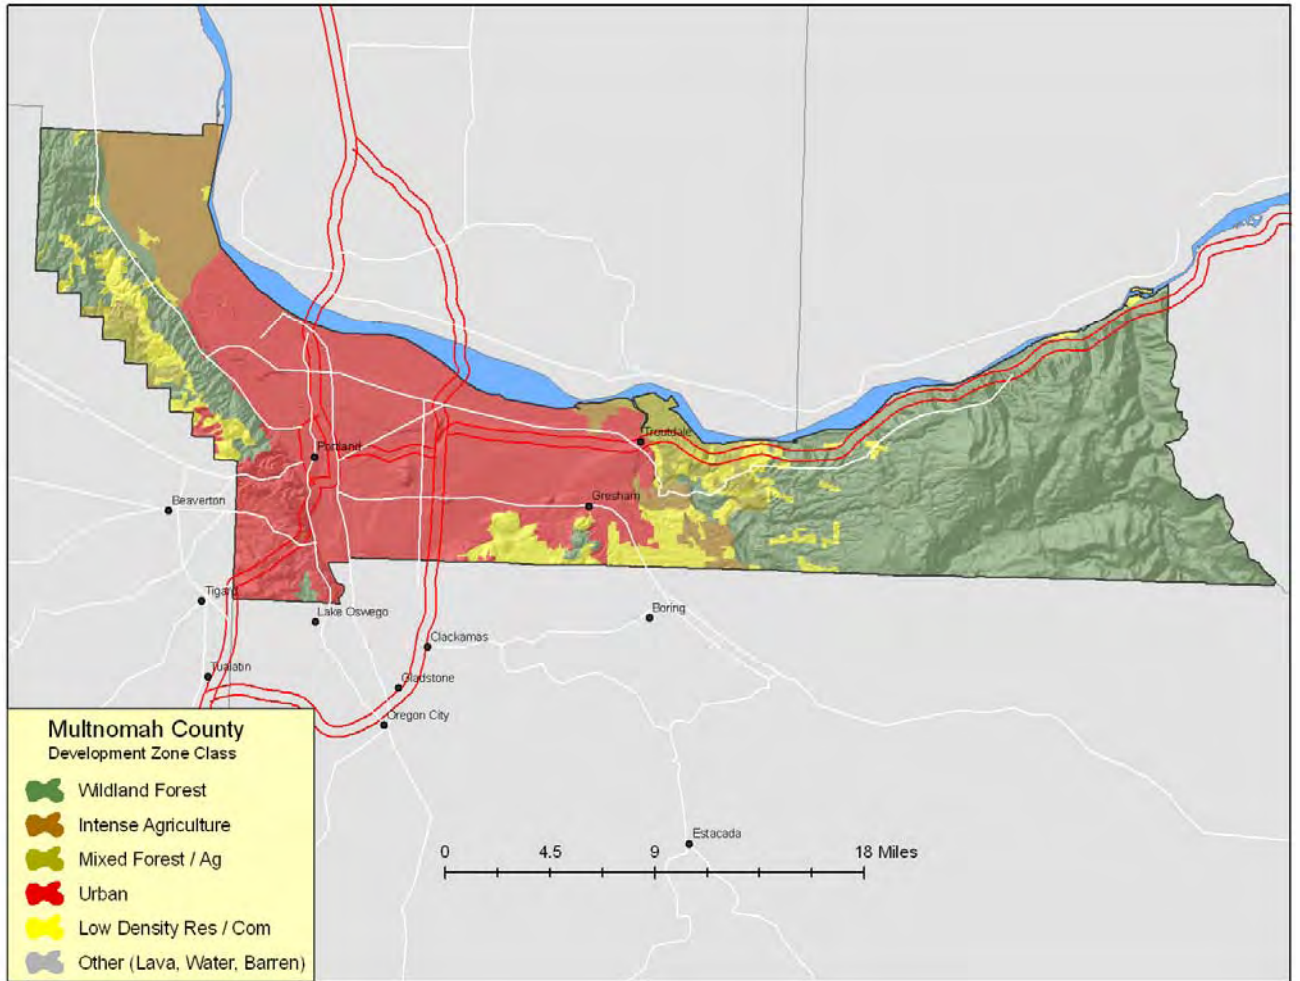 Portland
Troutdale
Beaverton
Gresham
Tigard
Lake Oswego
Boring
Clackamas
Tualatin
Gladstone
Oregon City
Estacada
0 4.5 9 18 Miles
Multnomah County
Development Zone Class
Wildland Forest
Intense Agriculture
Mixed Forest / Ag
Urban
Low Density Res / Com
Other (Lava, Water, Barren)